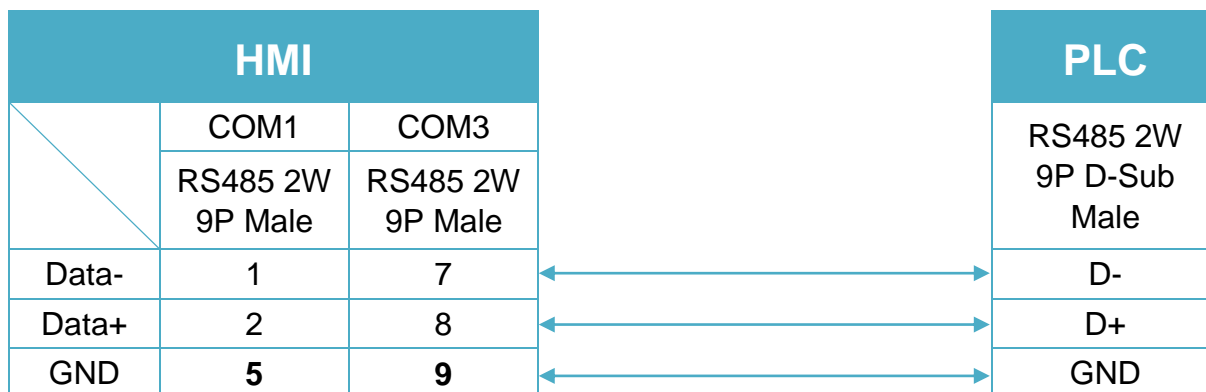 HMI
PLC
COM1 COM3
RS485 2W
9P Male
RS485 2W
9P Male
RS485 2W
9P D-Sub
Male
Data- 1 7 D-
Data+ 2 8 D+
GND 5 9 GND